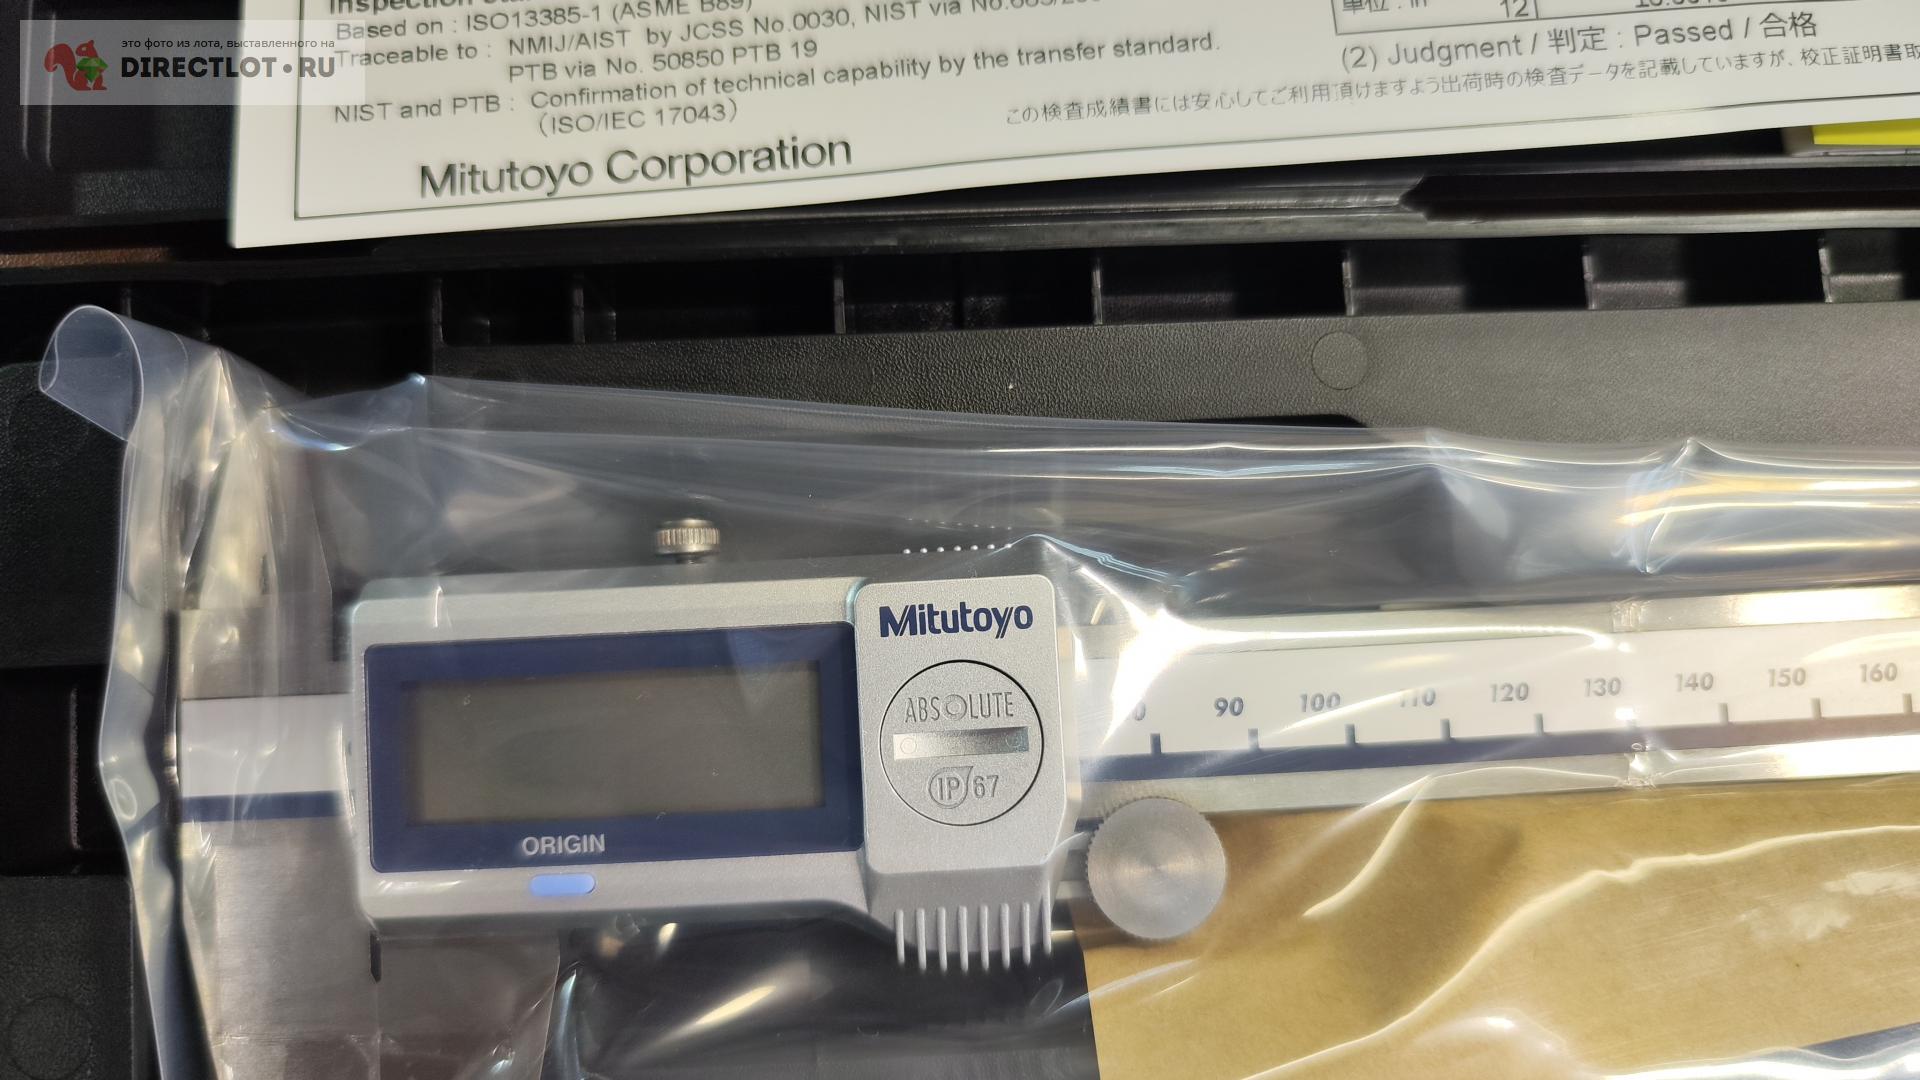 это фото из лота, выставленного на
DIRECTLOT•RU
Based on : ISO13385-1 (ASME B89)
Traceable to : NMIJ/AIST by JCSS No.0030, NIST via
PTB via No. 50850 PTB 19
NIST and PTB : Confirmation of technical capability by the transfer standard.
(ISO/IEC 17043)
Mitutoyo Corporation
12
(2) Judgment / 判定 : Passed / 合格
この検査成績書には安心してご利用頂けますよう出荷時の検査データを記載していますが、校正証明書取
Mitutoyo
ABSOLUTE
IP 67
ORIGIN
90 100 110 120 130 140 150 160